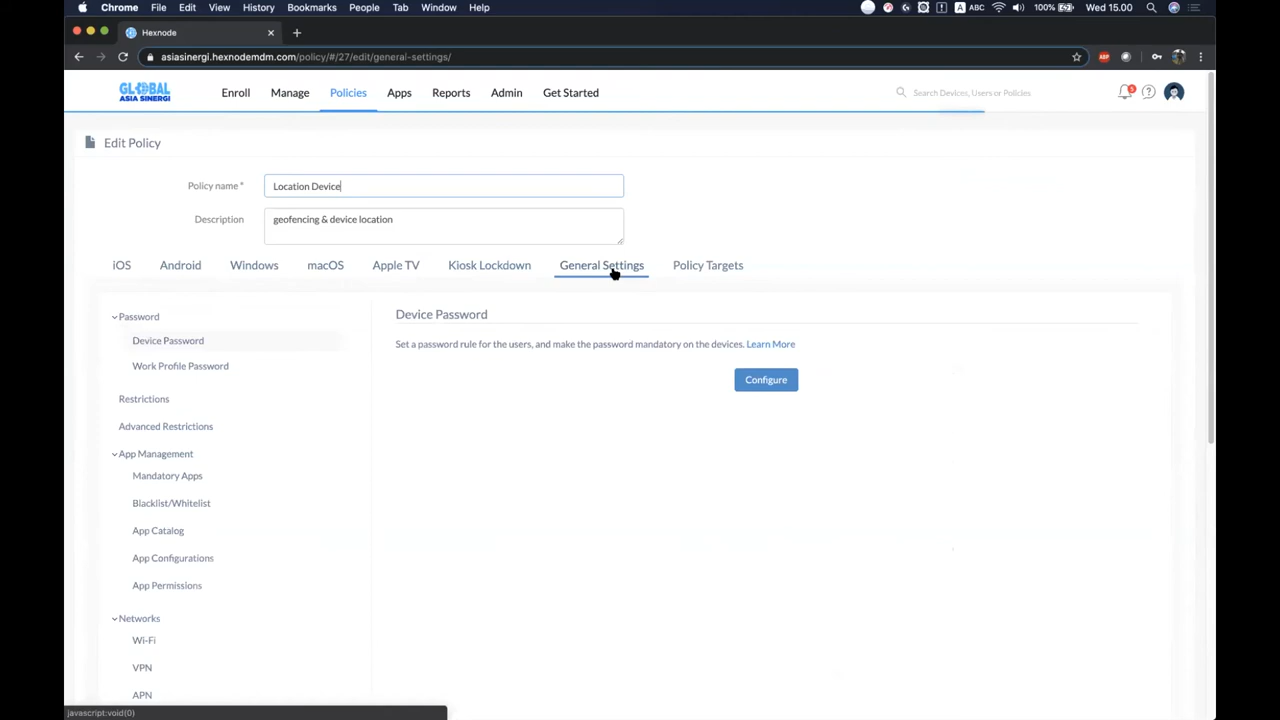 Chrome File Edit View History Bookmarks People Tab Window Help
A ABC 100% Wed 15.00
Hexnode
asiasinergi.hexnodemdm.com/policy/#/27/edit/general-settings/
ABP
GLOBAL
ASIA SINERGI
Enroll Manage Policies Apps Reports Admin Get Started
Search Devices, Users or Policies
Edit Policy
Policy name *
Location Device
Description
geofencing & device location
iOS Android Windows macOS Apple TV Kiosk Lockdown General Settings Policy Targets
Password
Device Password
Work Profile Password
Restrictions
Advanced Restrictions
App Management
Mandatory Apps
Blacklist/Whitelist
App Catalog
App Configurations
App Permissions
Networks
Wi-Fi
VPN
APN
Device Password
Set a password rule for the users, and make the password mandatory on the devices. Learn More
Configure
javascript:void(0)